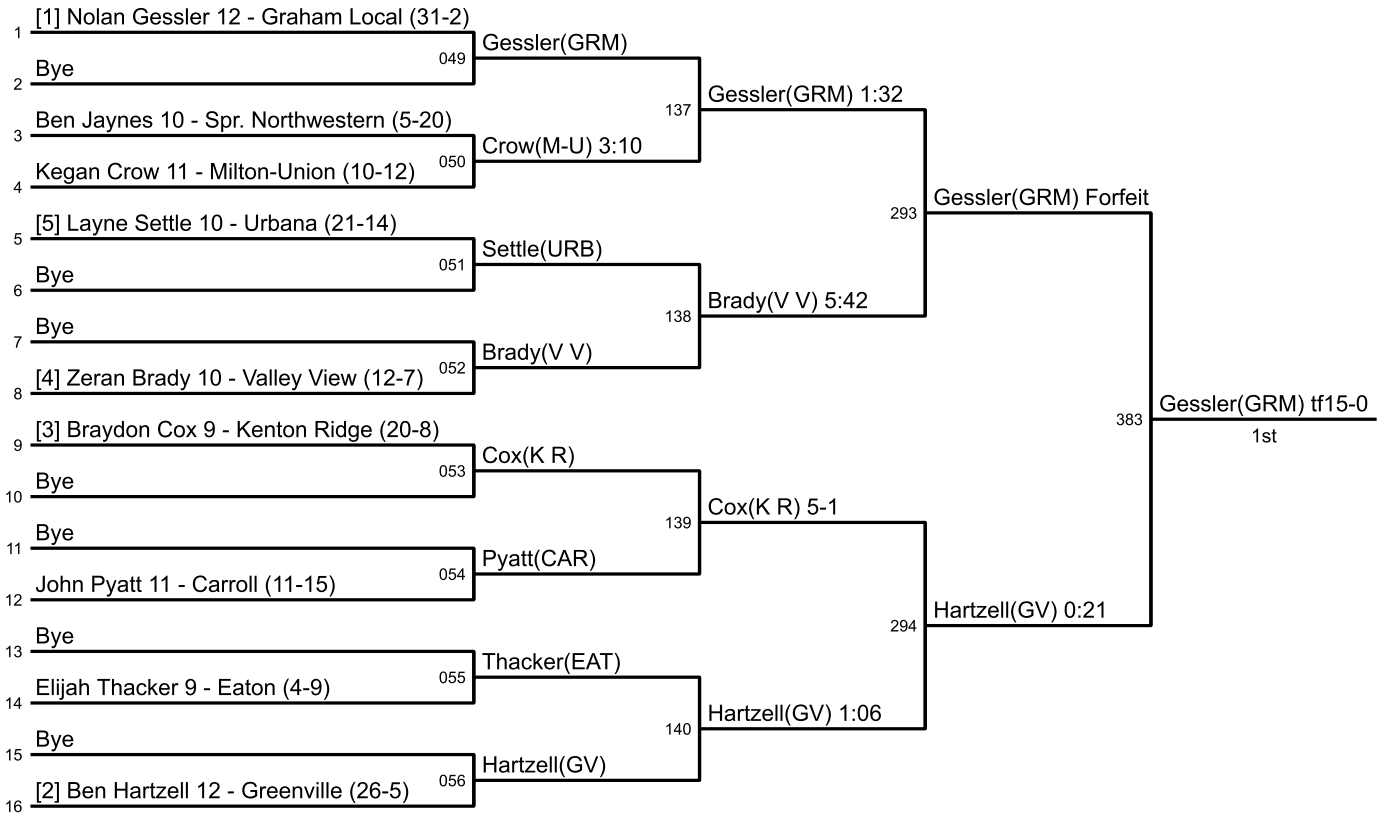 [1] Nolan Gessler 12 - Graham Local (31-2)
1
Gessler(GRM)
049
Bye
2
Gessler(GRM) 1:32
137
Ben Jaynes 10 - Spr. Northwestern (5-20)
3
Crow(M-U) 3:10
050
Kegan Crow 11 - Milton-Union (10-12)
4
Gessler(GRM) Forfeit
293
[5] Layne Settle 10 - Urbana (21-14)
5
Settle(URB)
051
Bye
6
Brady(V V) 5:42
138
Bye
7
Brady(V V)
052
[4] Zeran Brady 10 - Valley View (12-7)
8
Gessler(GRM) tf15-0
383
1st
[3] Braydon Cox 9 - Kenton Ridge (20-8)
9
Cox(K R)
053
Bye
10
Cox(K R) 5-1
139
Bye
11
Pyatt(CAR)
054
John Pyatt 11 - Carroll (11-15)
12
Hartzell(GV) 0:21
294
Bye
13
Thacker(EAT)
055
Elijah Thacker 9 - Eaton (4-9)
14
Hartzell(GV) 1:06
140
Bye
15
Hartzell(GV)
056
[2] Ben Hartzell 12 - Greenville (26-5)
16